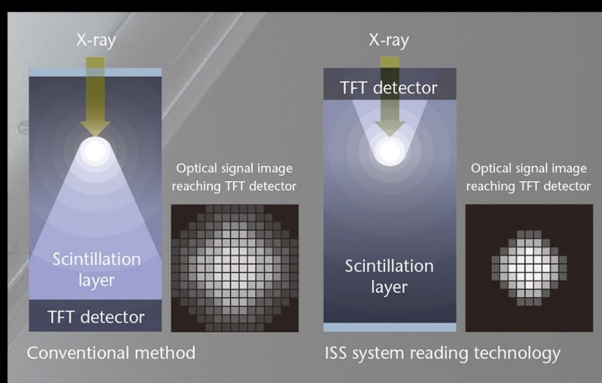 X-ray
Optical signal image
reaching TFT detector
Scintillation
layer
TFT detector
Conventional method
X-ray
TFT detector
Optical signal image
reaching TFT detector
Scintillation
layer
ISS system reading technology